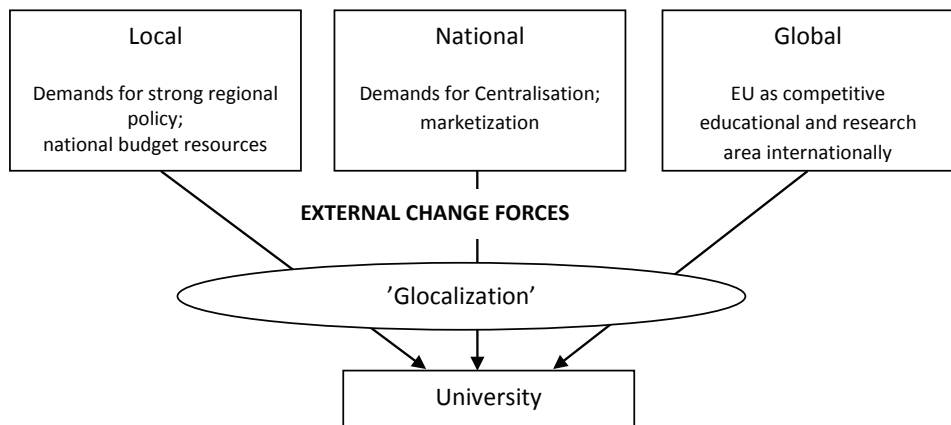 Local
Demands for strong regional
policy;
national budget resources
National
Demands for Centralisation;
marketization
Global
EU as competitive
educational and research
area internationally
EXTERNAL CHANGE FORCES
’Glocalization’
University